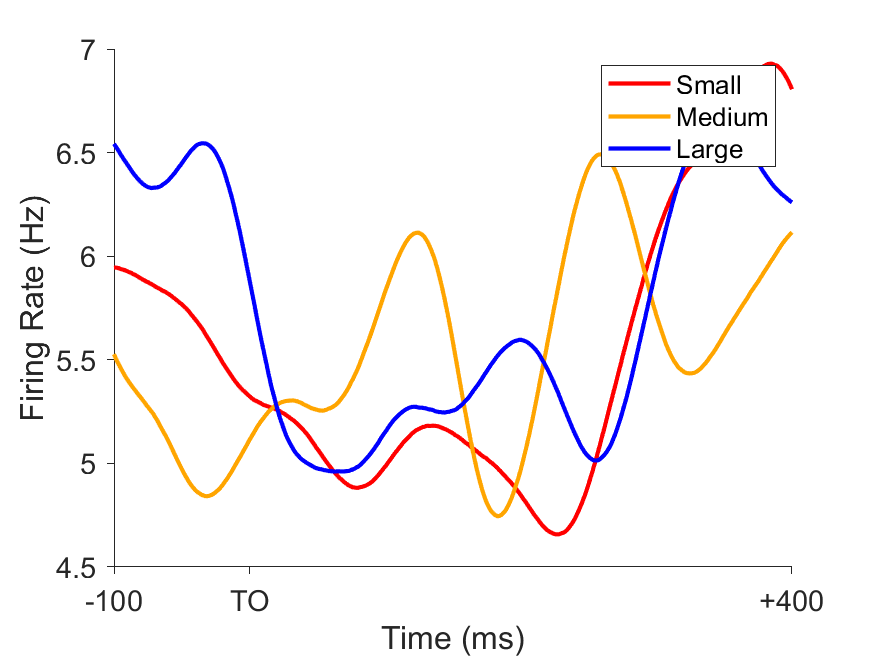 7
6.5
6
5.5
5
4.5
Firing Rate (Hz)
Small
Medium
Large
-100
TO
+400
Time (ms)